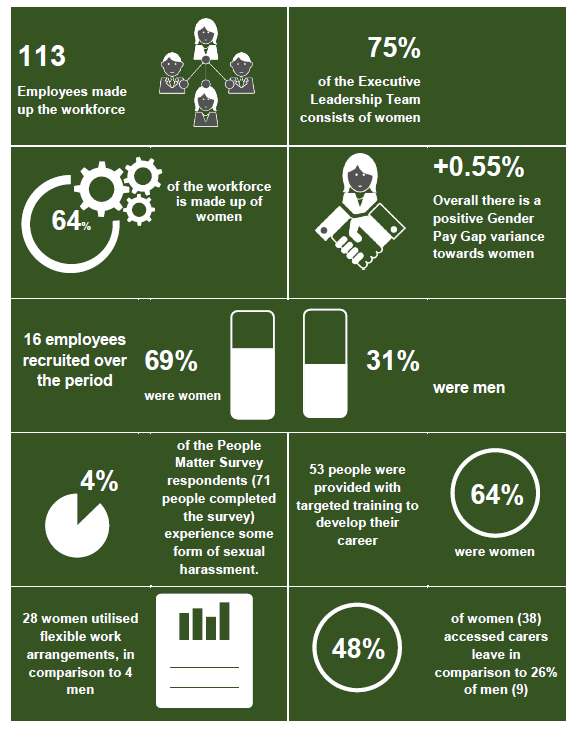 113
Employees made
up the workforce
75%
of the Executive
Leadership Team
consists of women
64%
of the workforce
is made up of
women
+0.55%
Overall there is a
positive Gender
Pay Gap variance
towards women
16 employees
recruited over
the period
69%
were women
31%
were men
4%
of the People
Matter Survey
respondents (71
people completed
the survey)
experience some
form of sexual
harassment.
53 people were
provided with
targeted training to
develop their
career
64%
were women
28 women utilised
flexible work
arrangements, in
comparison to 4
men
48%
of women (38)
accessed carers
leave in
comparison to 26%
of men (9)